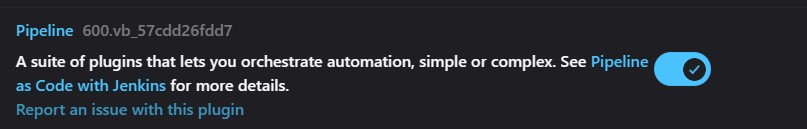 Pipeline 600.vb_57cdd26fdd7
A suite of plugins that lets you orchestrate automation, simple or complex. See Pipeline
as Code with Jenkins for more details.
Report an issue with this plugin